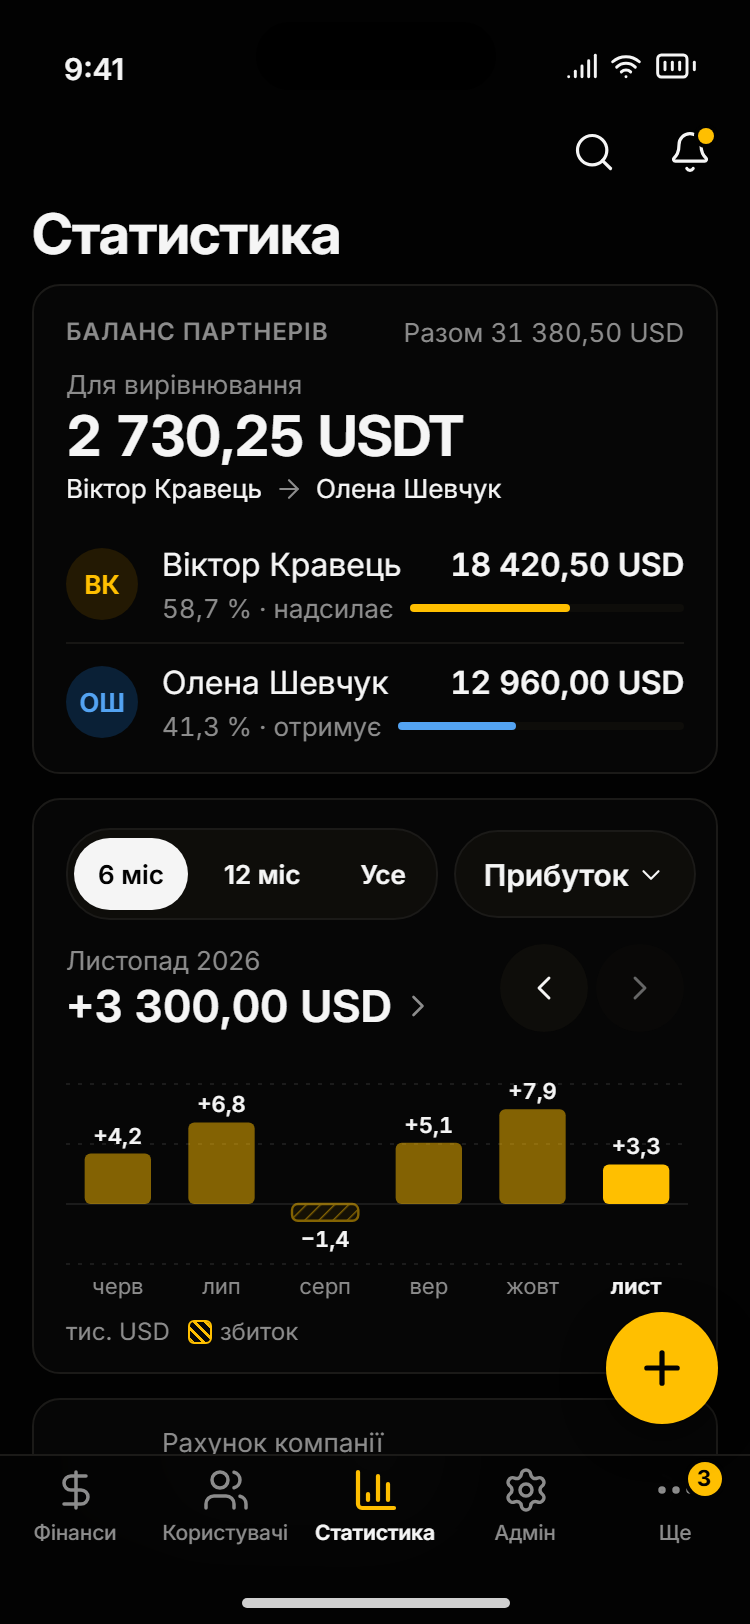 9:41
Статистика
БАЛАНС ПАРТНЕРІВ Разом 31 380,50 USD
Для вирівнювання
2 730,25 USDT
Віктор Кравець → Олена Шевчук
ВК Віктор Кравець 18 420,50 USD
58,7 % · надсилає
ОШ Олена Шевчук 12 960,00 USD
41,3 % · отримує
6 міс 12 міс Усе Прибуток
Листопад 2026
+3 300,00 USD
+4,2 +6,8 −1,4 +5,1 +7,9 +3,3
черв лип серп вер жовт лист
тис. USD збиток
Рахунок компанії
Фінанси Користувачі Статистика Адмін Ще 3